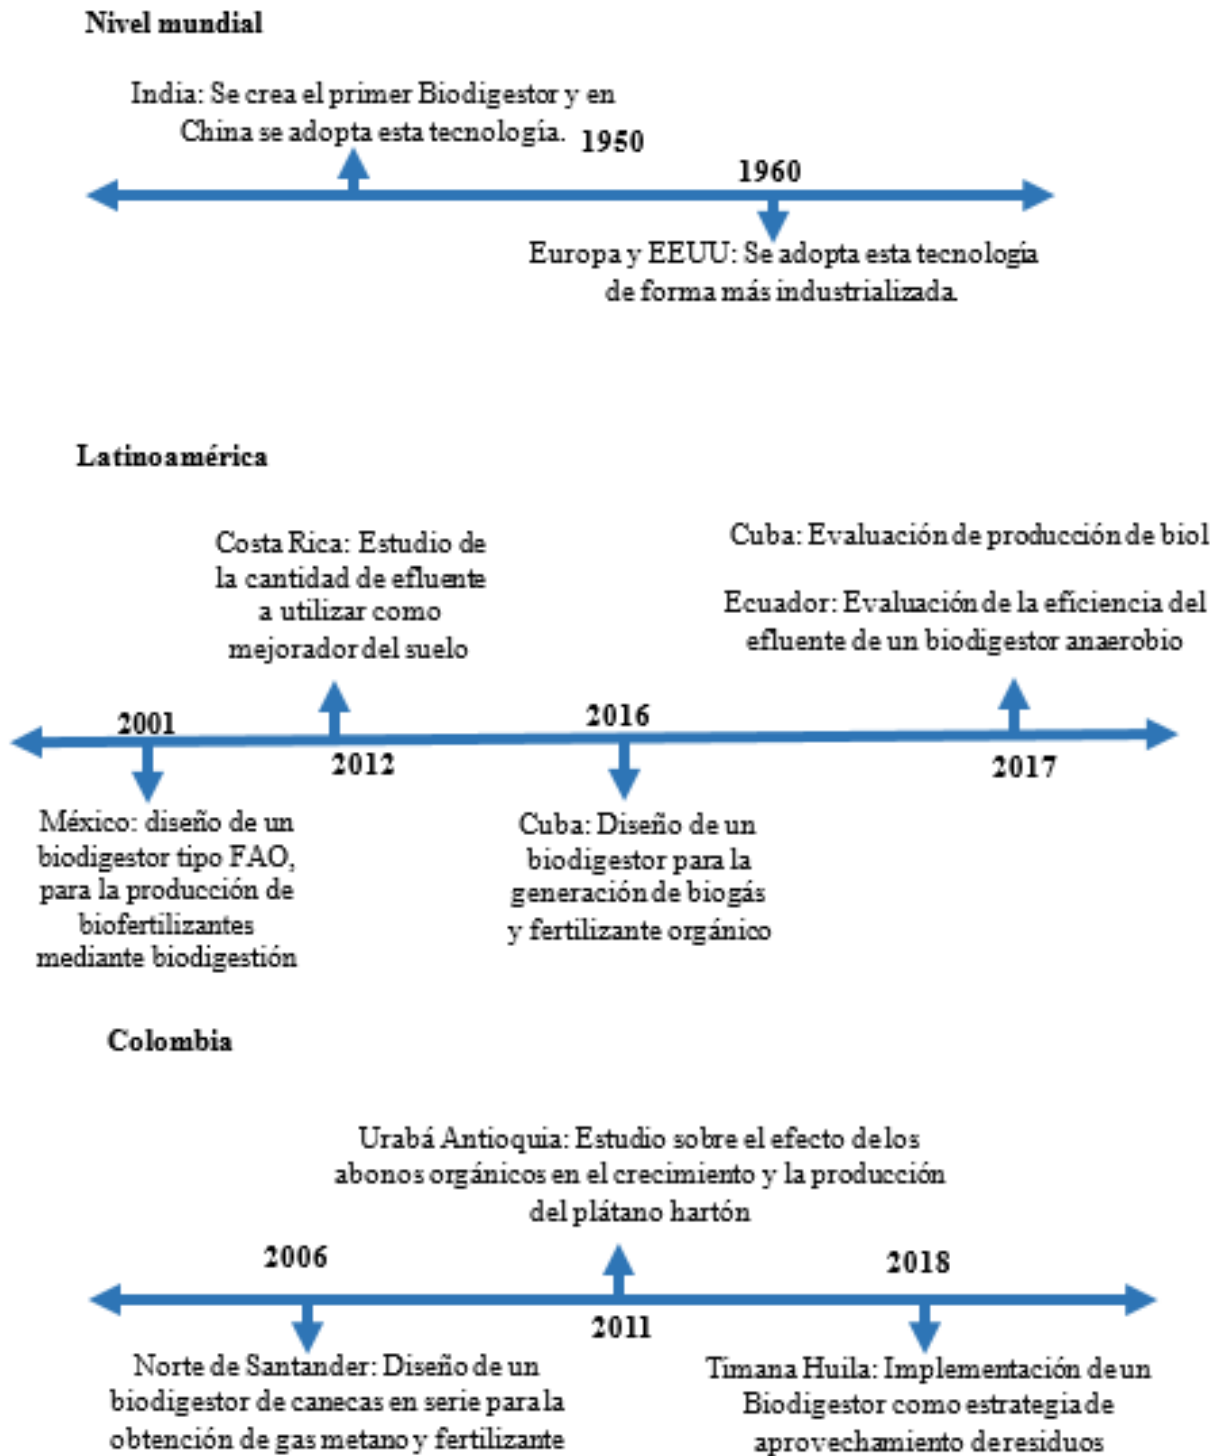 Nivel mundial
India: Se crea el primer Biodigestor y en
China se adopta esta tecnología.
1950
1960
Europa y EEUU: Se adopta esta tecnología
de forma más industrializada.
Latinoamérica
Costa Rica: Estudio de
la cantidad de efluente
a utilizar como
mejorador del suelo
Cuba: Evaluación de producción de biol
Ecuador: Evaluación de la eficiencia del
efluente de un biodigestor anaerobio
2001
2012
2016
2017
México: diseño de un
biodigestor tipo FAO,
para la producción de
biofertilizantes
mediante biodigestión
Cuba: Diseño de un
biodigestor para la
generación de biogás
y fertilizante orgánico
Colombia
Urabá Antioquia: Estudio sobre el efecto de los
abonos orgánicos en el crecimiento y la producción
del plátano hartón
2006
2011
2018
Norte de Santander: Diseño de un
biodigestor de canecas en serie para la
obtención de gas metano y fertilizante
Timana Huila: Implementación de un
Biodigestor como estrategia de
aprovechamiento de residuos